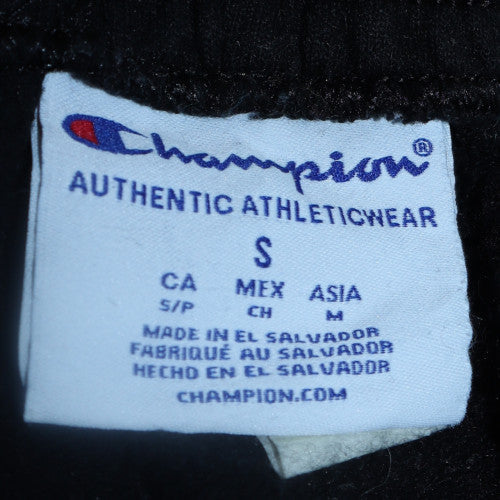 Champion®
AUTHENTIC ATHLETICWEAR
S
CA MEX ASIA
S/P CH M
MADE IN EL SALVADOR
FABRIQUÉ AU SALVADOR
HECHO EN EL SALVADOR
CHAMPION.COM